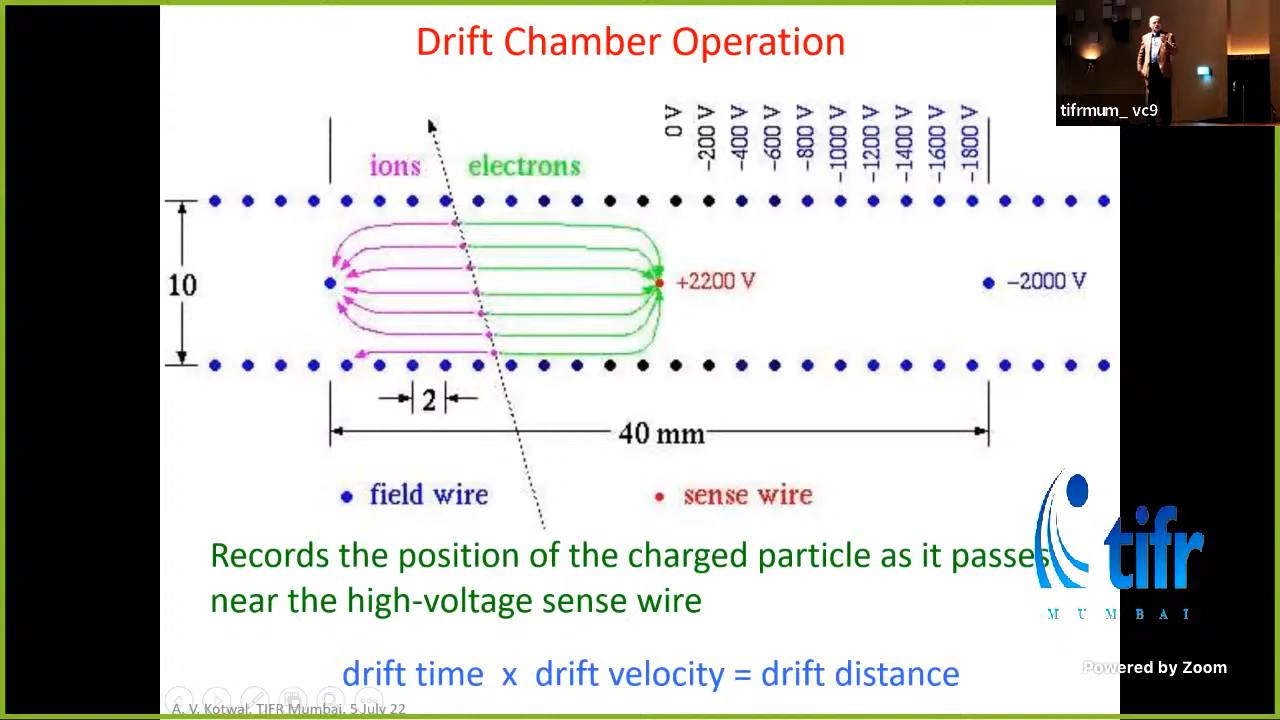 Drift Chamber Operation
tifrmum_ vc9
0 V
-200 V
-400 V
-600 V
-800 V
-1000 V
-1200 V
-1400 V
-1600 V
-1800 V
ions
electrons
10
+2200 V
-2000 V
2
40 mm
field wire
sense wire
Records the position of the charged particle as it passes
near the high-voltage sense wire
tifr
MUMBAI
drift time x drift velocity = drift distance
Powered by Zoom
A. V. Kotwal, TIFR Mumbai, 5 July 22